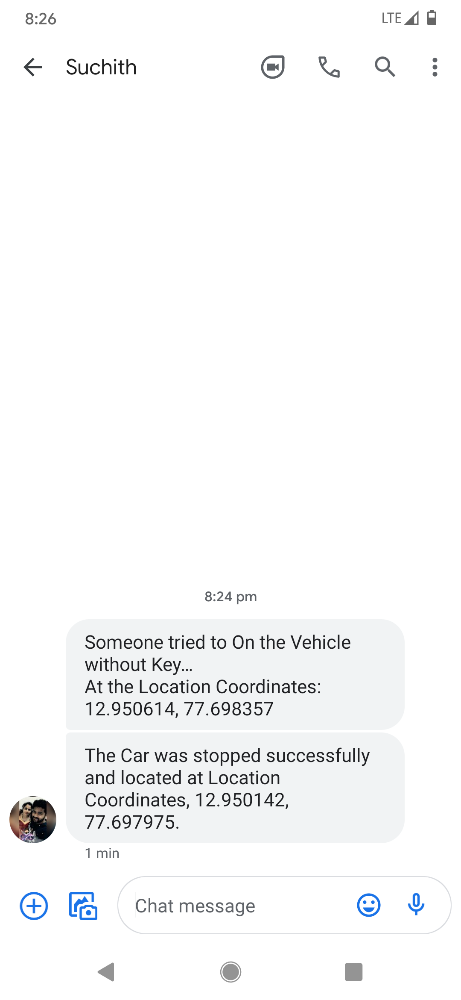 8:26
LTE
Suchith
8:24 pm
Someone tried to On the Vehicle
without Key...
At the Location Coordinates:
12.950614, 77.698357
The Car was stopped successfully
and located at Location
Coordinates, 12.950142,
77.697975.
1 min
Chat message